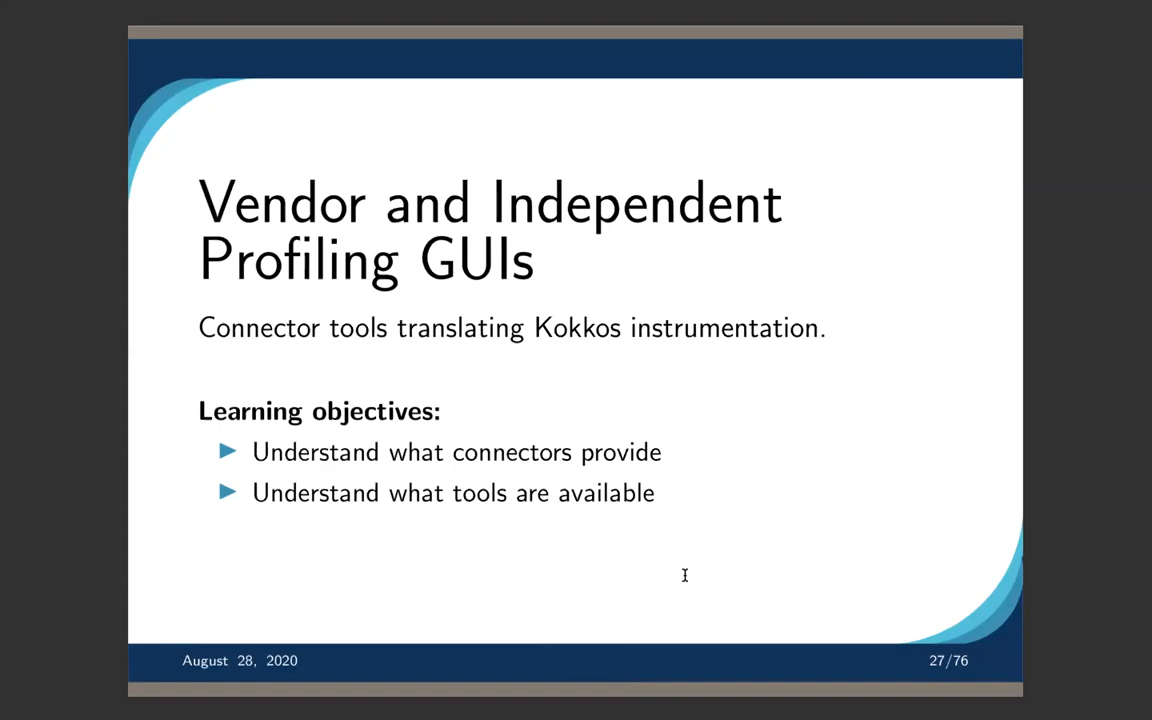 Vendor and Independent
Profiling GUIs
Connector tools translating Kokkos instrumentation.
Learning objectives:
Understand what connectors provide
Understand what tools are available
August 28, 2020
27/76